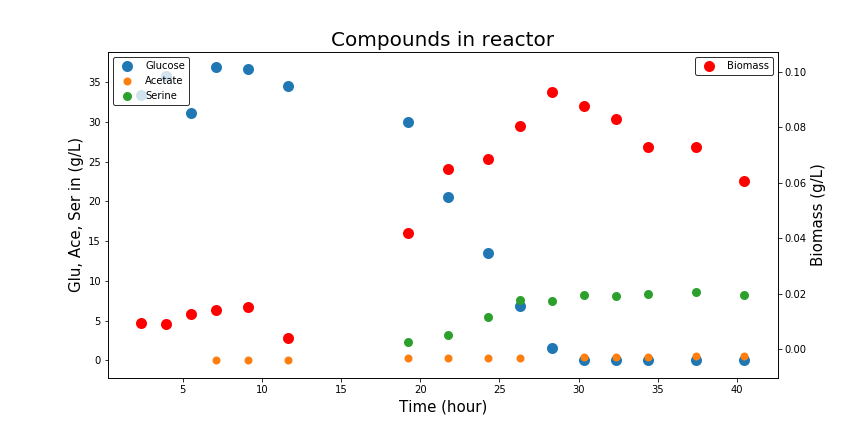 Compounds in reactor
Glucose
Acetate
Serine
Biomass
35
30
25
20
15
10
5
0
Glu, Ace, Ser in (g/L)
0.10
0.08
0.06
0.04
0.02
0.00
Biomass (g/L)
5 10 15 20 25 30 35 40
Time (hour)